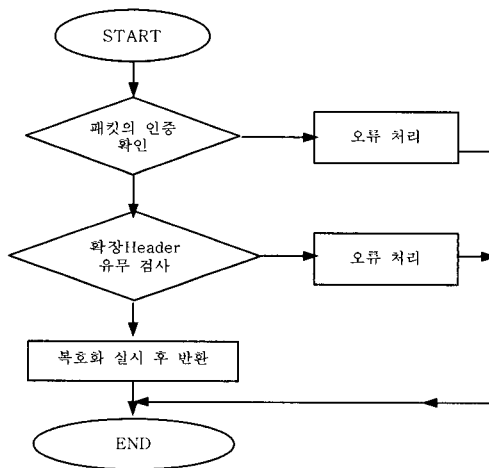 START
패킷의 인증
확인
오류 처리
확장Header
유무 검사
오류 처리
복호화 실시 후 반환
END